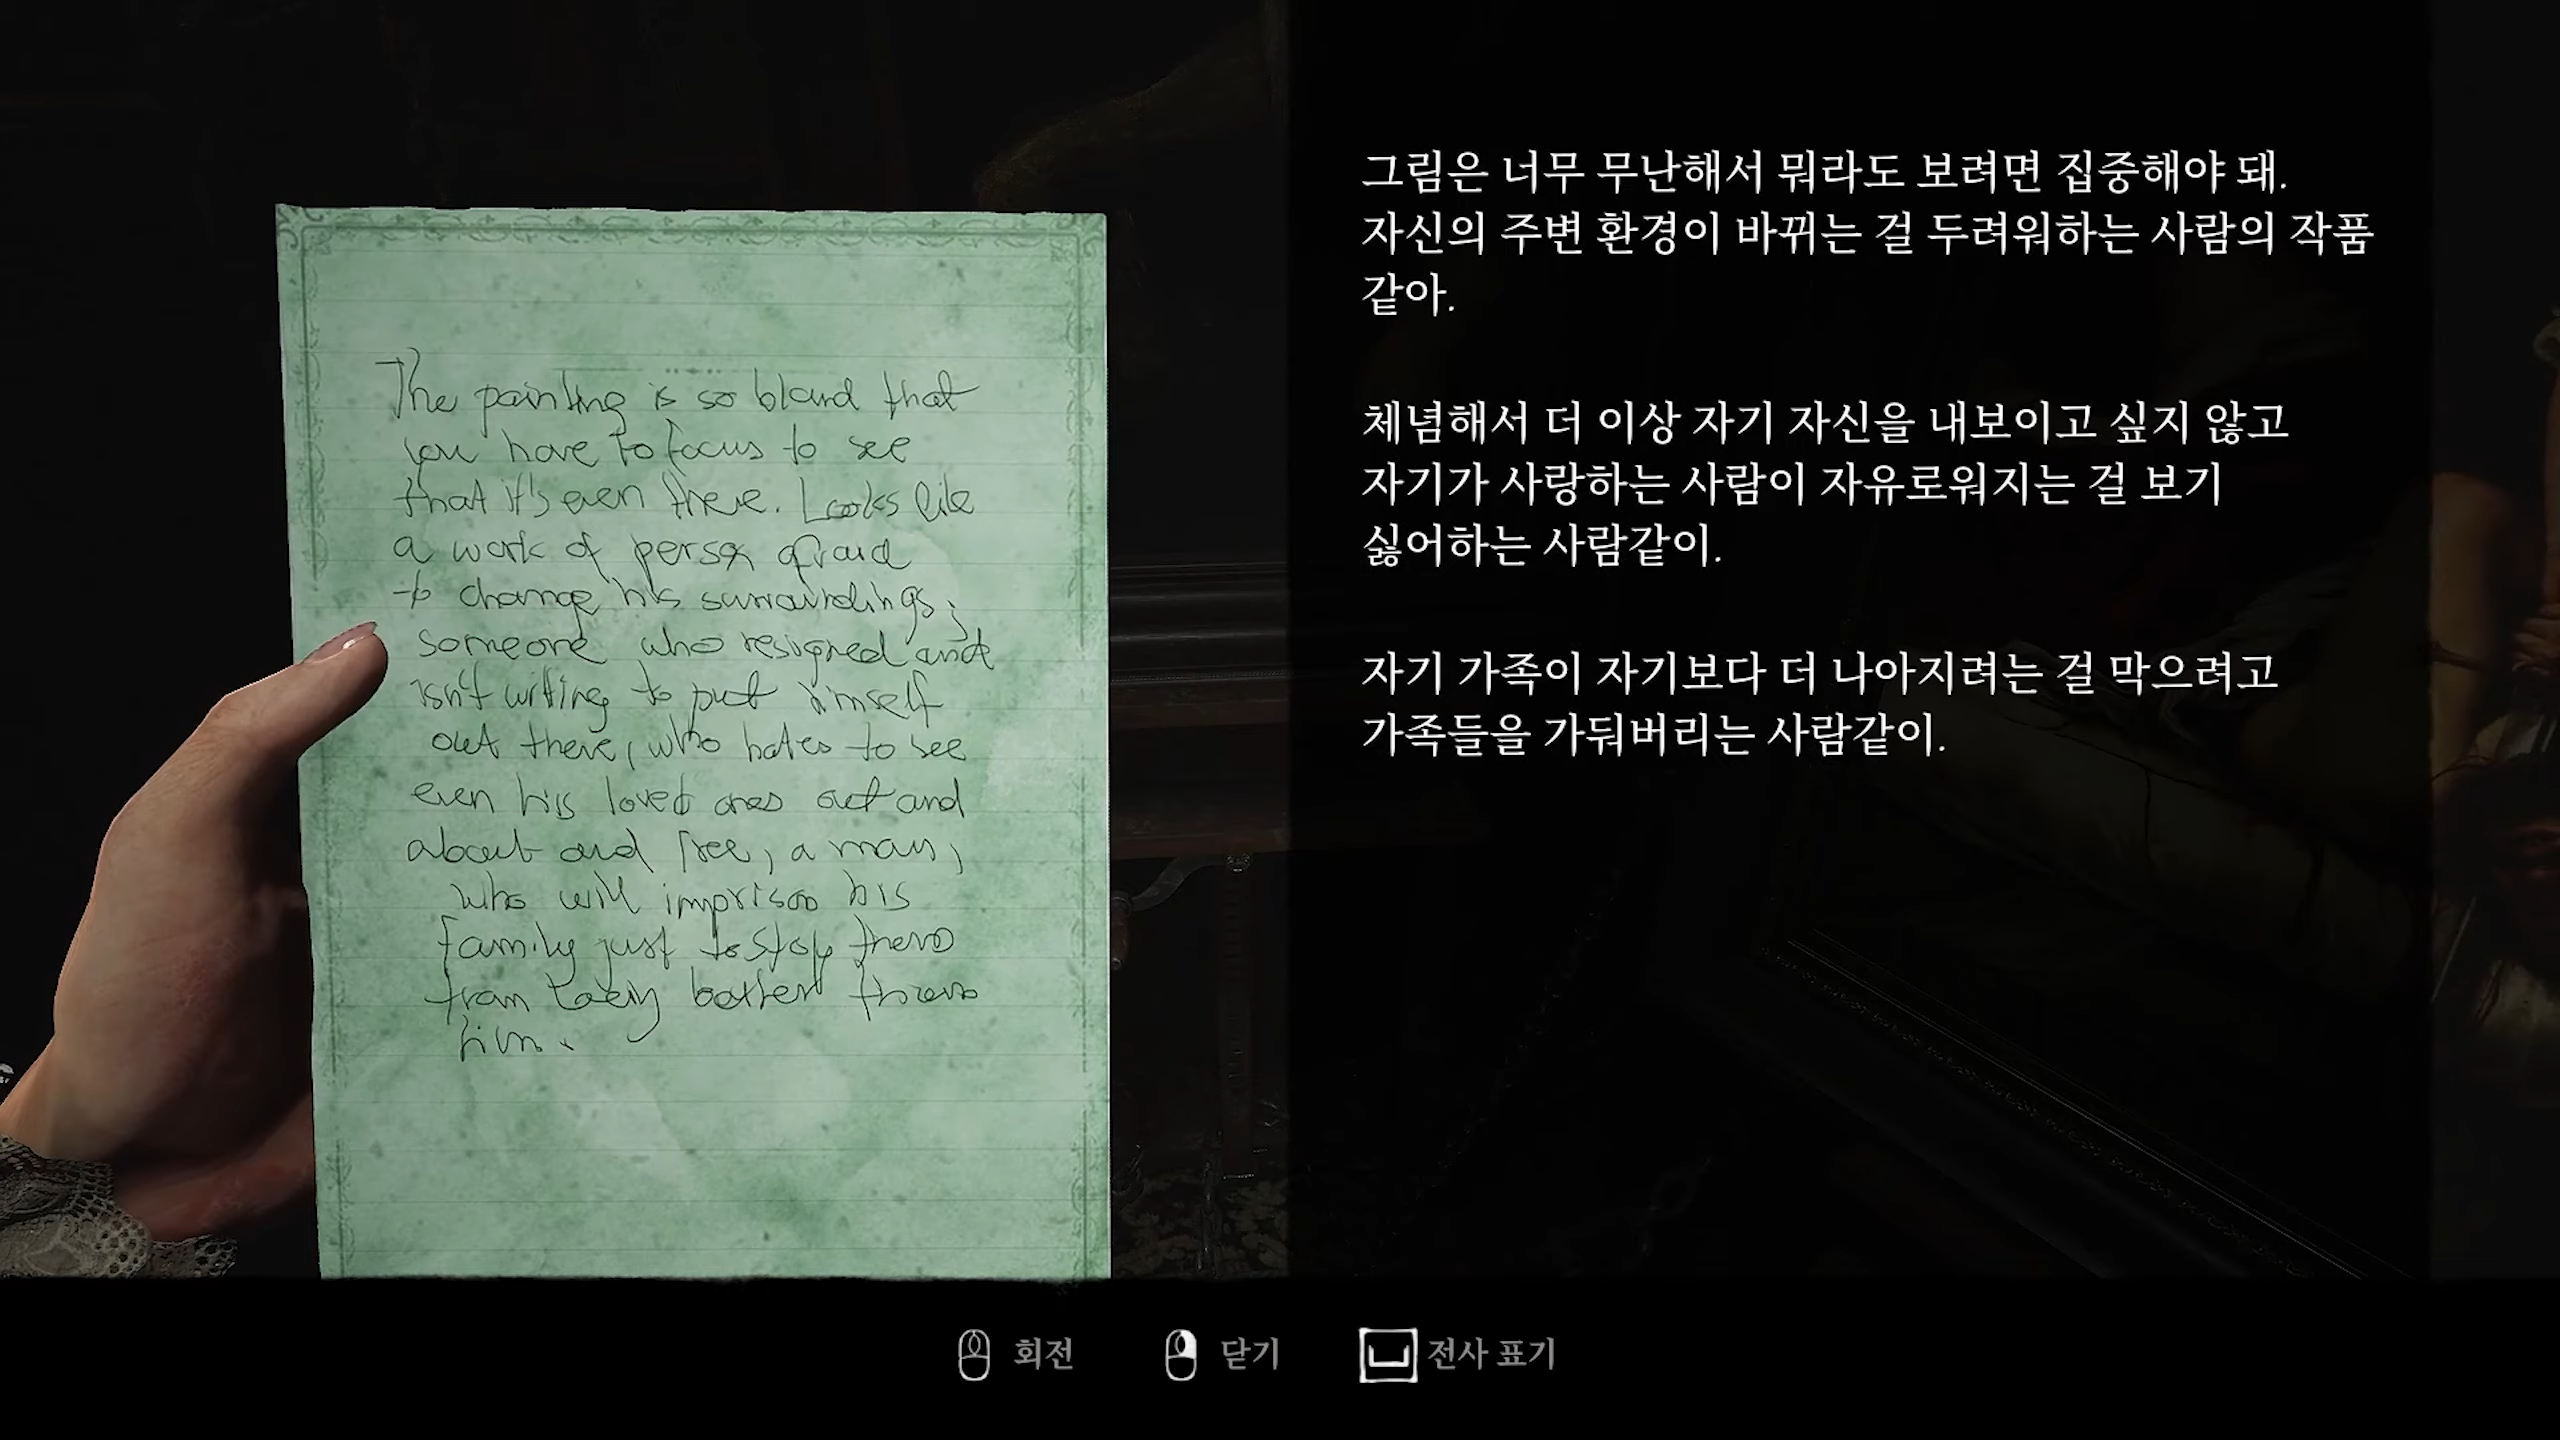 The painting is so bland that
you have to focus to see
that it's even there. Looks like
a work of person afraid
to change his surroundings;
someone who resigned and
isn't willing to put himself
out there, who hates to see
even his loved ones out and
about and free, a man,
who will imprison his
family just to stop them
from being better than
him.
그림은 너무 무난해서 뭐라도 보려면 집중해야 돼.
자신의 주변 환경이 바뀌는 걸 두려워하는 사람의 작품
같아.
체념해서 더 이상 자기 자신을 내보이고 싶지 않고
자기가 사랑하는 사람이 자유로워지는 걸 보기
싫어하는 사람같이.
자기 가족이 자기보다 더 나아지려는 걸 막으려고
가족들을 가둬버리는 사람같이.
회전 닫기 전사 표기